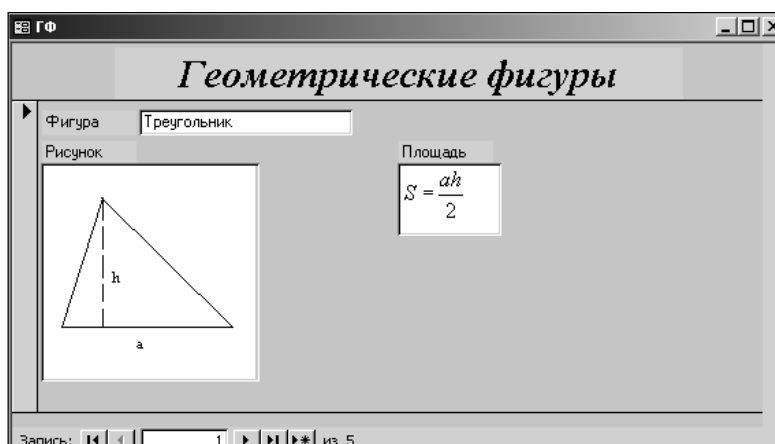 ГФ
Геометрические фигуры
Фигура Треугольник
Рисунок Площадь
S = ah/2
h
a
Запись: 1 из 5